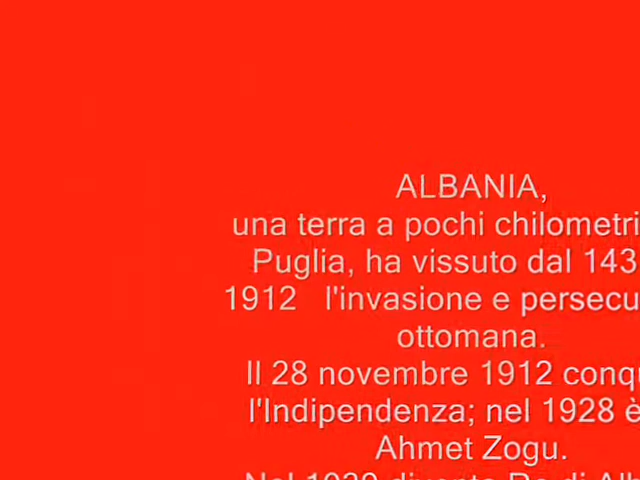 ALBANIA,
una terra a pochi chilometri
Puglia, ha vissuto dal 143
1912 l'invasione e persecu
ottomana.
Il 28 novembre 1912 conqu
l'Indipendenza; nel 1928 è
Ahmet Zogu.